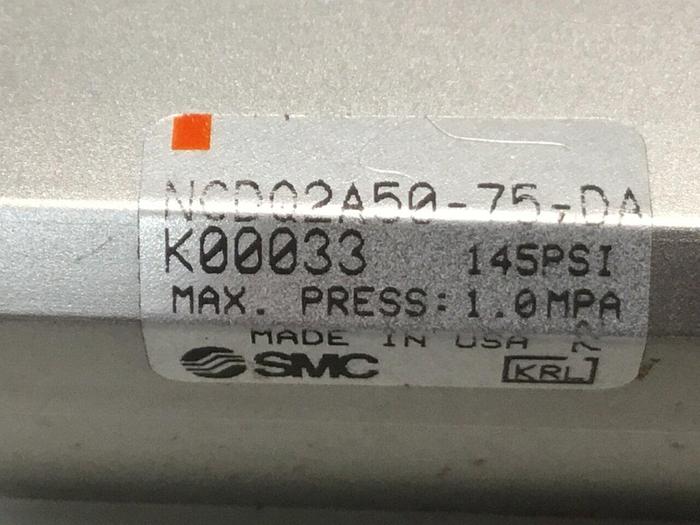 NCDQ2A50-75-DA
K00033 145PSI
MAX. PRESS: 1.0MPA
MADE IN USA
SMC KRL